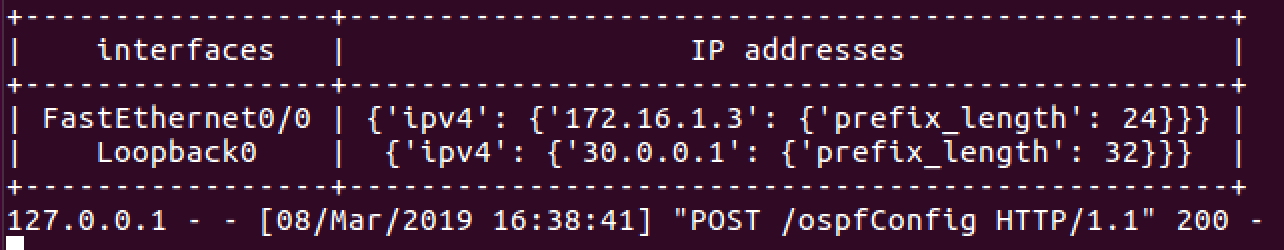 +-----------------+--------------------------------------------------+
|    interfaces   |                   IP addresses                   |
+-----------------+--------------------------------------------------+
| FastEthernet0/0 | {'ipv4': {'172.16.1.3': {'prefix_length': 24}}} |
|    Loopback0    |  {'ipv4': {'30.0.0.1': {'prefix_length': 32}}}  |
+-----------------+--------------------------------------------------+
127.0.0.1 - - [08/Mar/2019 16:38:41] "POST /ospfConfig HTTP/1.1" 200 -